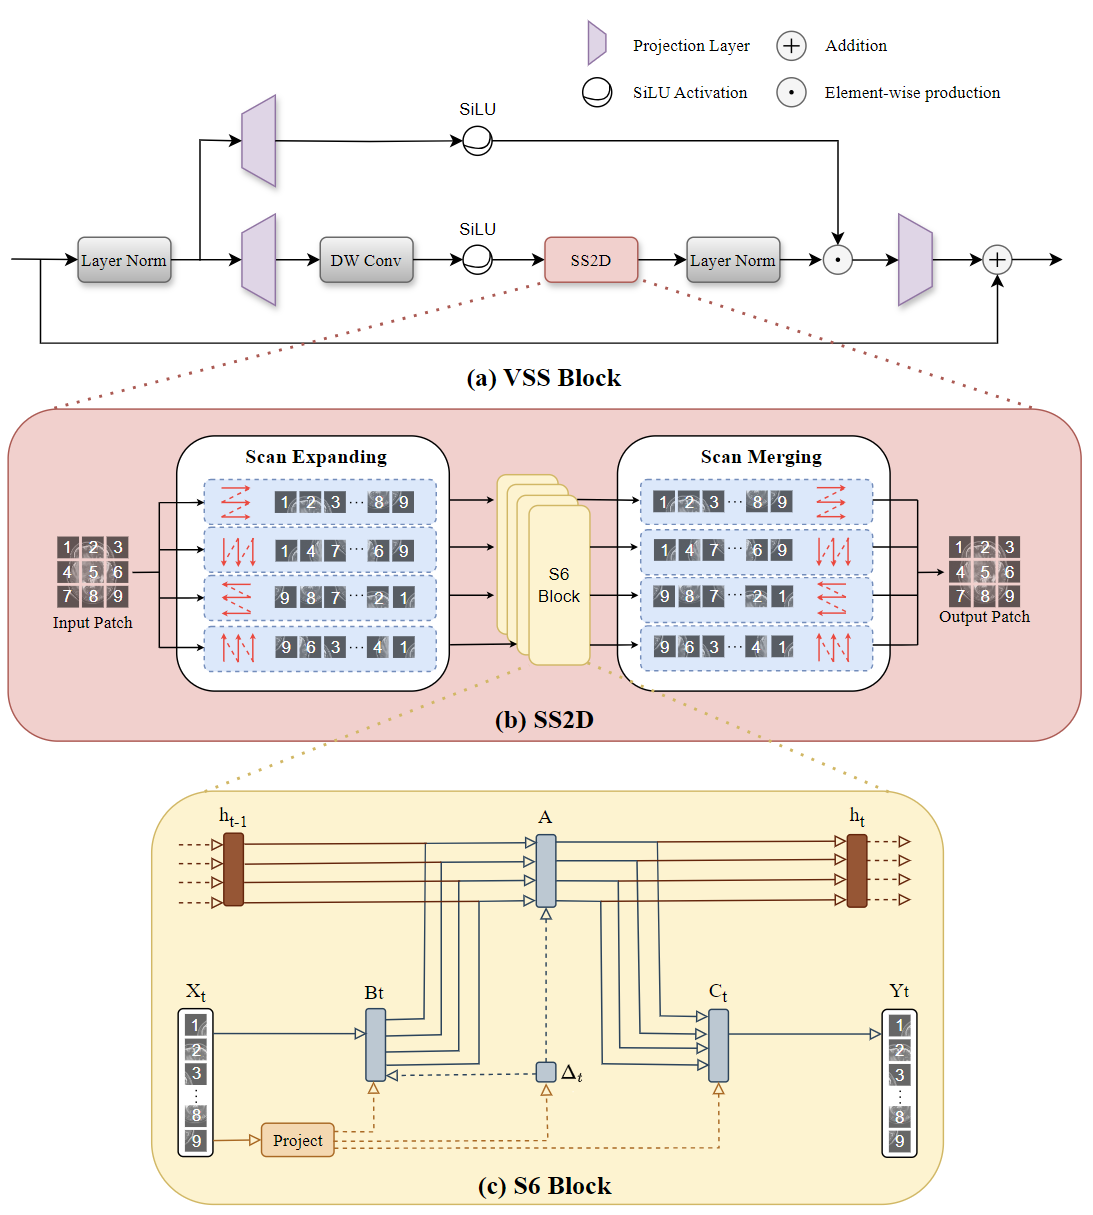 Projection Layer
Addition
SiLU Activation
Element-wise production
SiLU
SiLU
Layer Norm
DW Conv
SS2D
Layer Norm
(a) VSS Block
Scan Expanding
Scan Merging
1 2 3 ... 8 9
1 4 7 ... 6 9
9 8 7 ... 2 1
9 6 3 ... 4 1
1 2 3
4 5 6
7 8 9
Input Patch
S6
Block
1 2 3 ... 8 9
1 4 7 ... 6 9
9 8 7 ... 2 1
9 6 3 ... 4 1
1 2 3
4 5 6
7 8 9
Output Patch
(b) SS2D
h_{t-1}
A
h_t
X_t
Bt
C_t
Yt
1
2
3
⋮
8
9
Δ_t
Project
1
2
3
⋮
8
9
(c) S6 Block